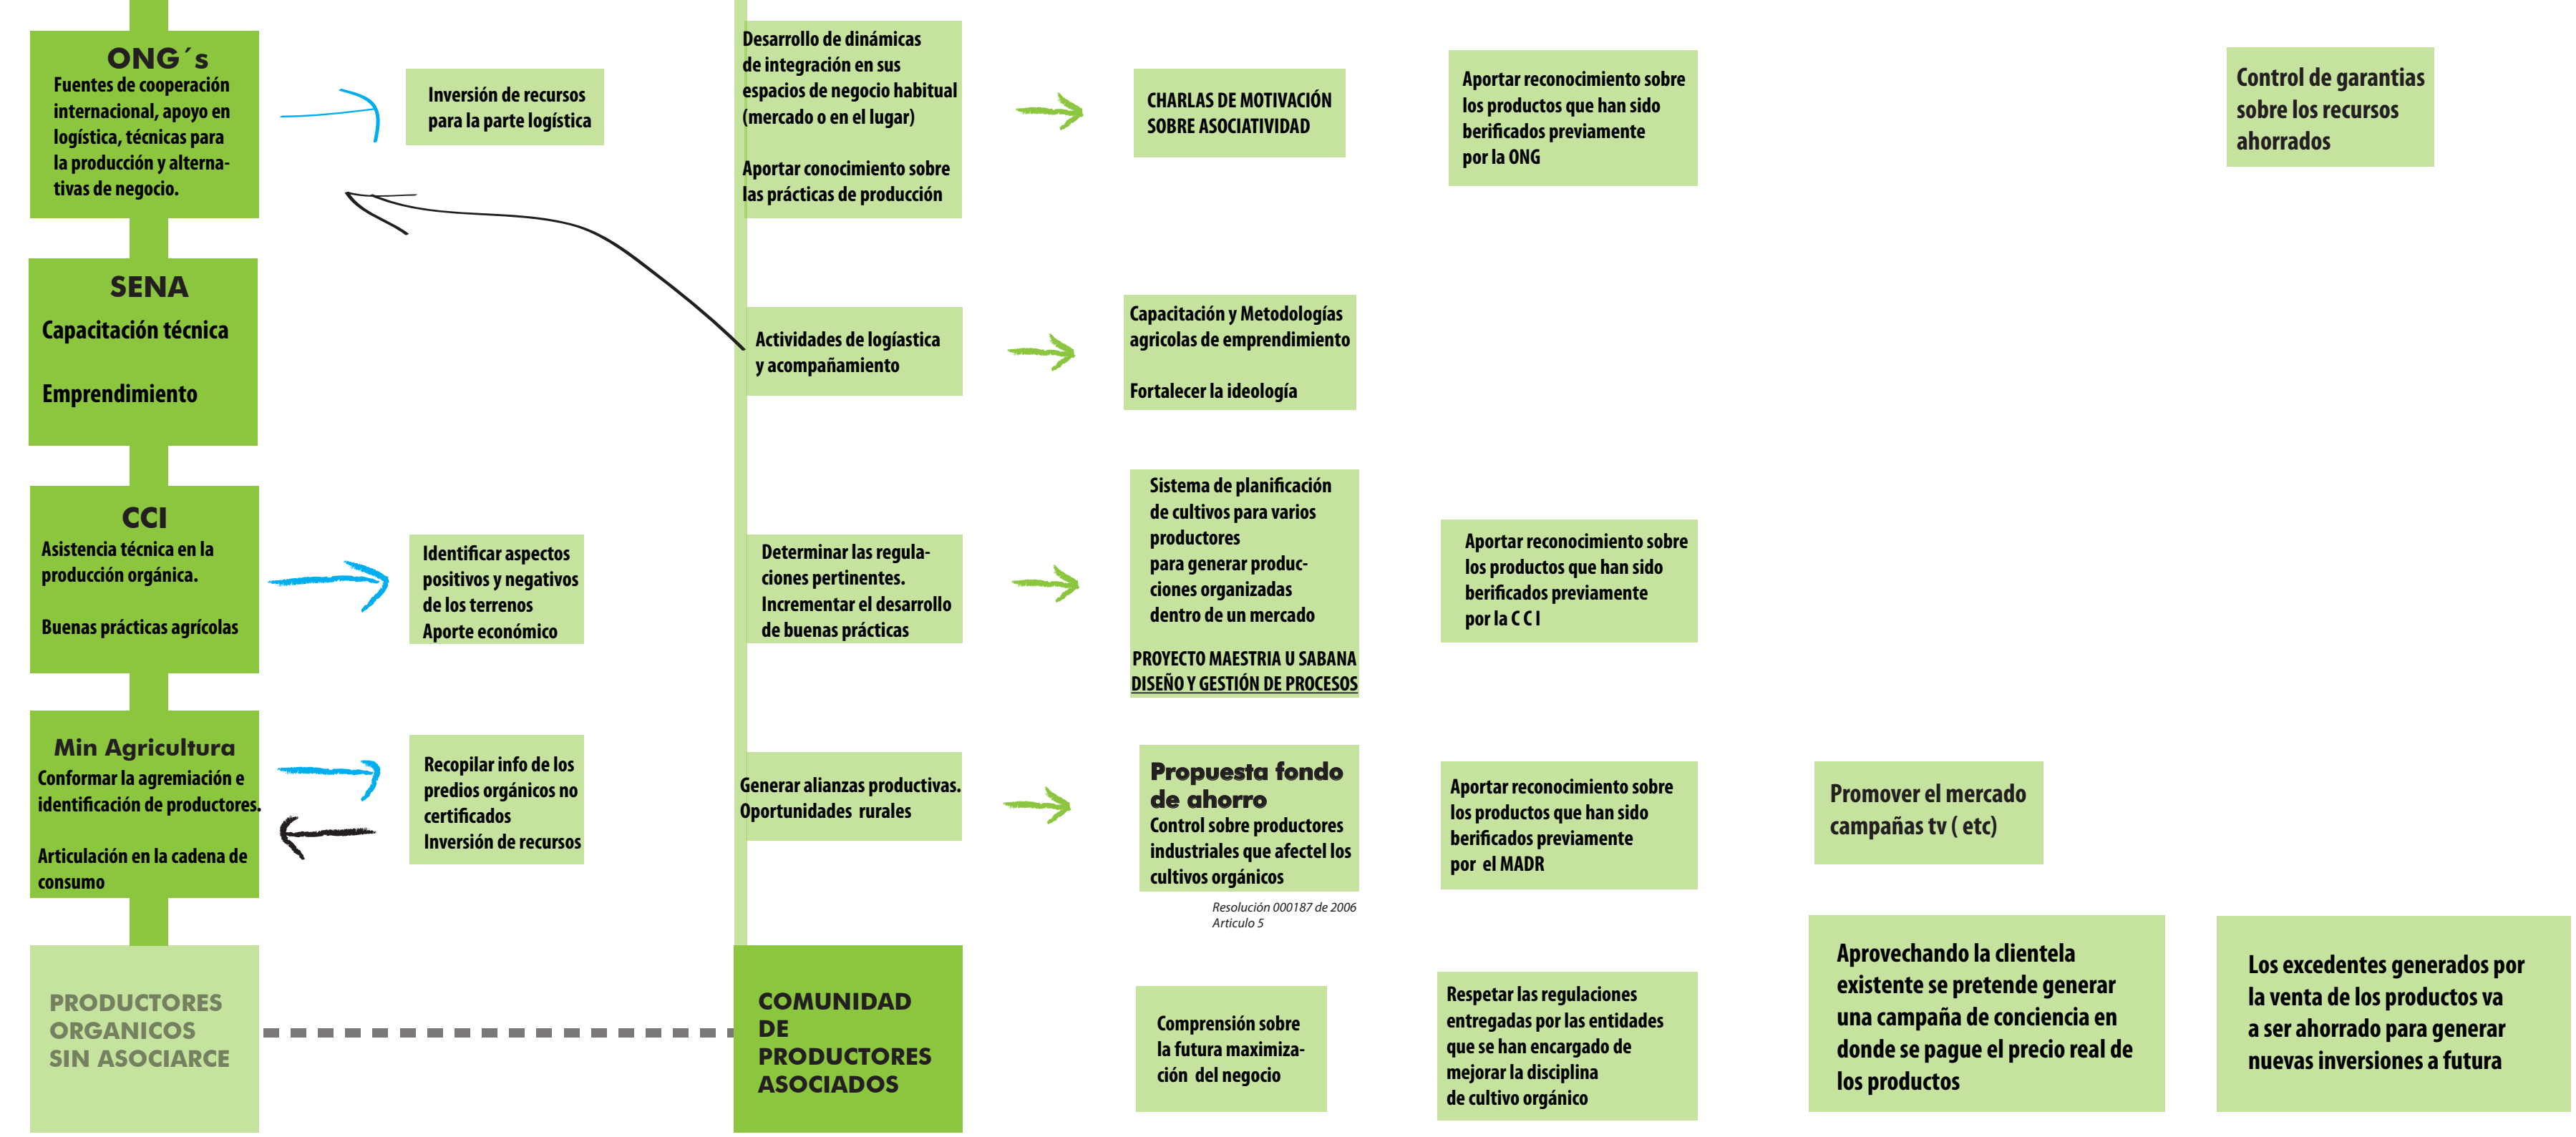 ONG´s
Fuentes de cooperación
internacional, apoyo en
logística, técnicas para
la producción y alterna-
tivas de negocio.
Inversión de recursos
para la parte logística
Desarrollo de dinámicas
de integración en sus
espacios de negocio habitual
(mercado o en el lugar)
Aportar conocimiento sobre
las prácticas de producción
CHARLAS DE MOTIVACIÓN
SOBRE ASOCIATIVIDAD
Aportar reconocimiento sobre
los productos que han sido
berificados previamente
por la ONG
Control de garantias
sobre los recursos
ahorrados
SENA
Capacitación técnica
Emprendimiento
Actividades de logíastica
y acompañamiento
Capacitación y Metodologías
agricolas de emprendimiento
Fortalecer la ideología
CCI
Asistencia técnica en la
producción orgánica.
Buenas prácticas agrícolas
Identificar aspectos
positivos y negativos
de los terrenos
Aporte económico
Determinar las regula-
ciones pertinentes.
Incrementar el desarrollo
de buenas prácticas
Sistema de planificación
de cultivos para varios
productores
para generar produc-
ciones organizadas
dentro de un mercado
PROYECTO MAESTRIA U SABANA
DISEÑO Y GESTIÓN DE PROCESOS
Aportar reconocimiento sobre
los productos que han sido
berificados previamente
por la C C I
Min Agricultura
Conformar la agremiación e
identificación de productores.
Articulación en la cadena de
consumo
Recopilar info de los
predios orgánicos no
certificados
Inversión de recursos
Generar alianzas productivas.
Oportunidades rurales
Propuesta fondo
de ahorro
Control sobre productores
industriales que afectel los
cultivos orgánicos
Resolución 000187 de 2006
Articulo 5
Aportar reconocimiento sobre
los productos que han sido
berificados previamente
por el MADR
Promover el mercado
campañas tv ( etc)
PRODUCTORES
ORGANICOS
SIN ASOCIARCE
COMUNIDAD
DE
PRODUCTORES
ASOCIADOS
Comprensión sobre
la futura maximiza-
ción del negocio
Respetar las regulaciones
entregadas por las entidades
que se han encargado de
mejorar la disciplina
de cultivo orgánico
Aprovechando la clientela
existente se pretende generar
una campaña de conciencia en
donde se pague el precio real de
los productos
Los excedentes generados por
la venta de los productos va
a ser ahorrado para generar
nuevas inversiones a futura